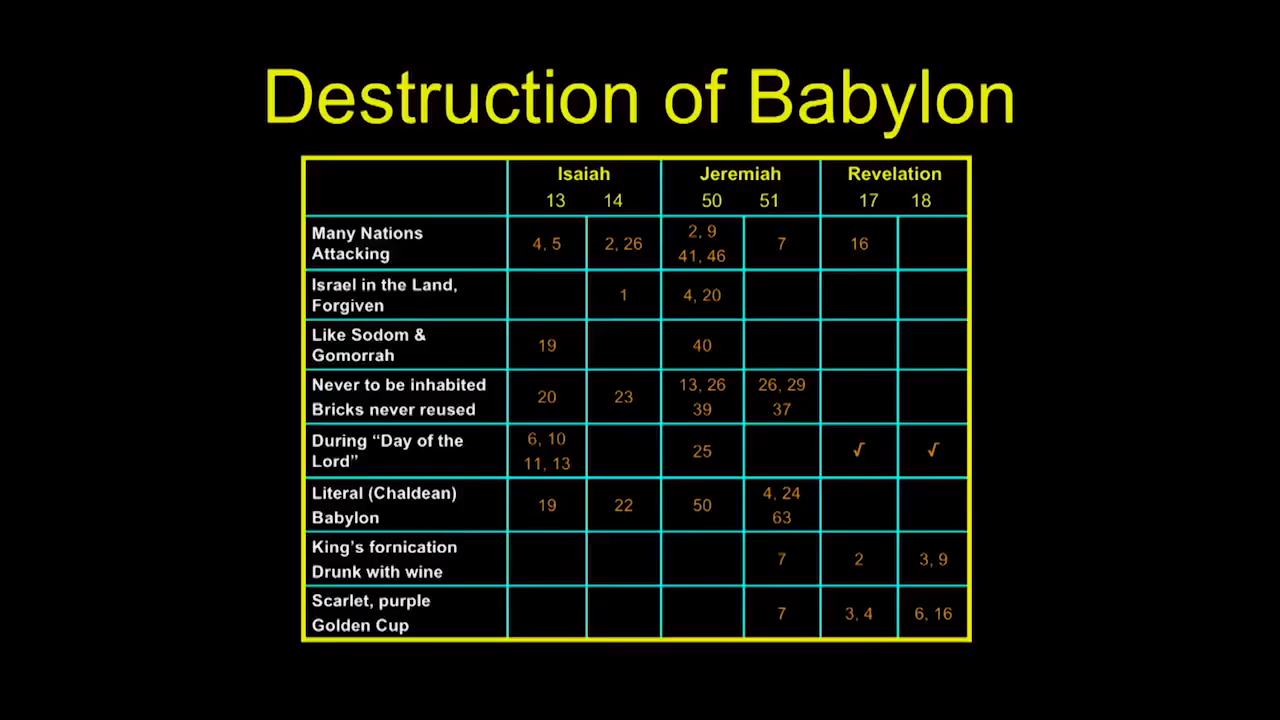 Destruction of Babylon
Isaiah Jeremiah Revelation
13 14 50 51 17 18
Many Nations
Attacking
4, 5 2, 26 2, 9
41, 46 7 16
Israel in the Land,
Forgiven
1 4, 20
Like Sodom &
Gomorrah
19 40
Never to be inhabited
Bricks never reused
20 23 13, 26
39 26, 29
37
During “Day of the
Lord”
6, 10
11, 13 25 √ √
Literal (Chaldean)
Babylon
19 22 50 4, 24
63
King’s fornication
Drunk with wine
7 2 3, 9
Scarlet, purple
Golden Cup
7 3, 4 6, 16